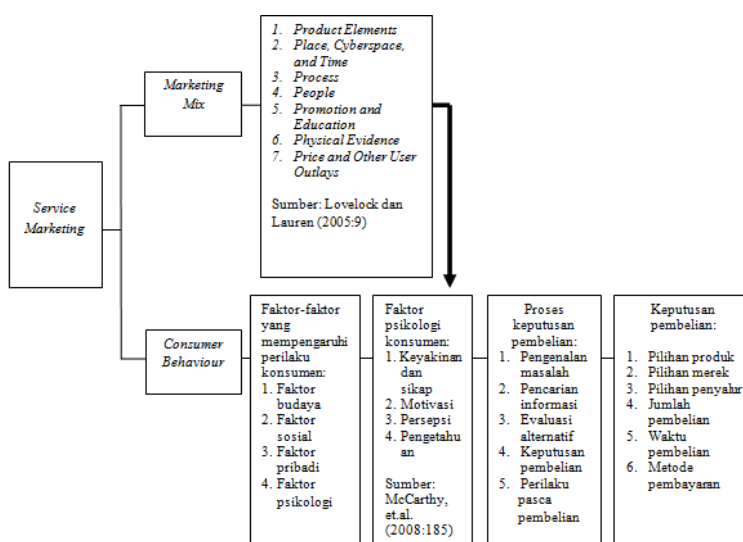 Service
Marketing
Marketing
Mix
1. Product Elements
2. Place, Cyberspace,
and Time
3. Process
4. People
5. Promotion and
Education
6. Physical Evidence
7. Price and Other User
Outlays
Sumber: Lovelock dan
Lauren (2005:9)
Consumer
Behaviour
Faktor-faktor
yang
mempengaruhi
perilaku
konsumen:
1. Faktor
budaya
2. Faktor
sosial
3. Faktor
pribadi
4. Faktor
psikologi
Faktor
psikologi
konsumen:
1. Keyakinan
dan
sikap
2. Motivasi
3. Persepsi
4. Pengetahu
an
Sumber:
McCarthy,
et.al.
(2008:185)
Proses
keputusan
pembelian:
1. Pengenalan
masalah
2. Pencarian
informasi
3. Evaluasi
alternatif
4. Keputusan
pembelian
5. Perilaku
pasca
pembelian
Keputusan
pembelian:
1. Pilihan produk
2. Pilihan merek
3. Pilihan penyalur
4. Jumlah
pembelian
5. Waktu
pembelian
6. Metode
pembayaran